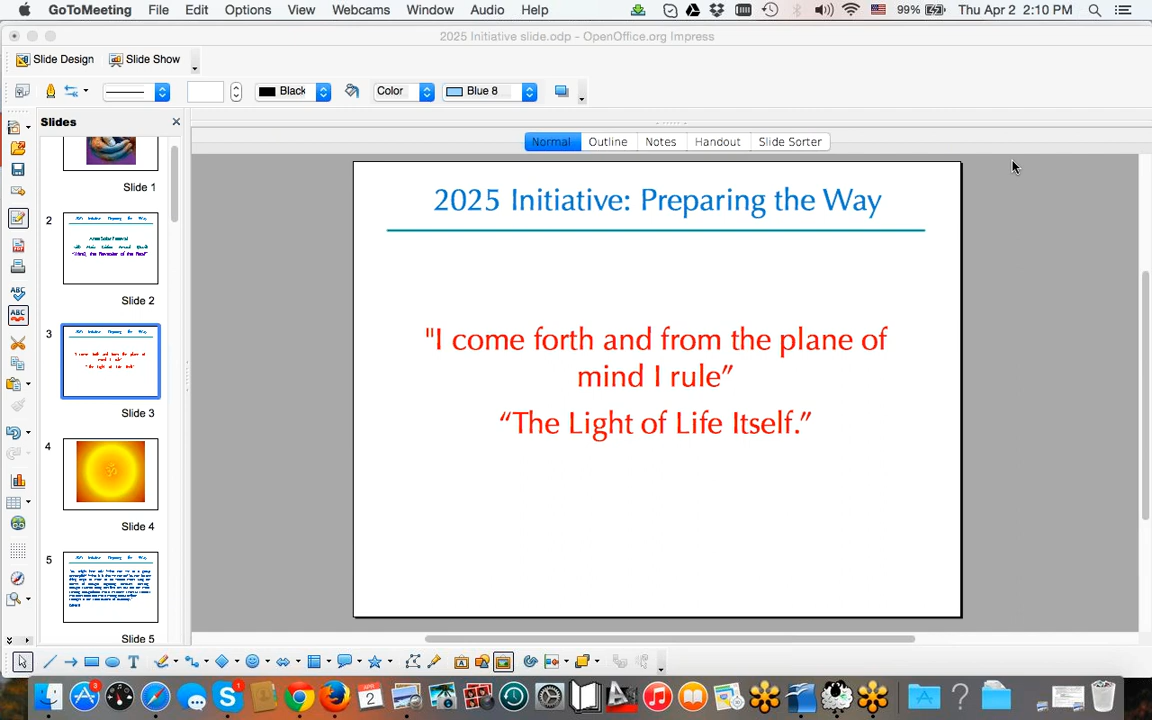 GoToMeeting File Edit Options View Webcams Window Audio Help 99% Thu Apr 2 2:10 PM
2025 Initiative slide.odp - OpenOffice.org Impress
Slide Design Slide Show
Black Color Blue 8
Slides
Normal Outline Notes Handout Slide Sorter
Slide 1
2
Slide 2
3
Slide 3
4
Slide 4
5
Slide 5
2025 Initiative: Preparing the Way
"I come forth and from the plane of
mind I rule”
“The Light of Life Itself.”